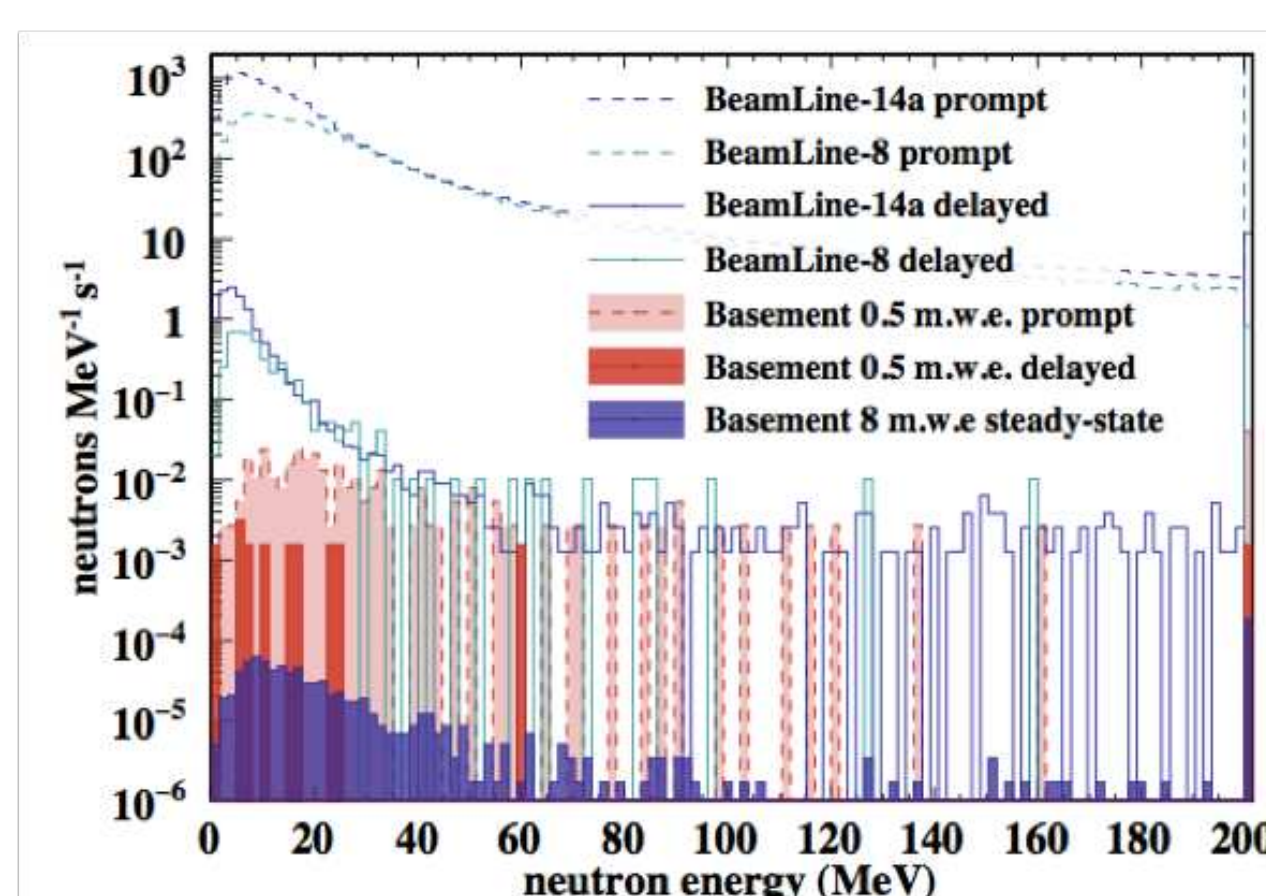 10³
10²
10
1
10⁻¹
10⁻²
10⁻³
10⁻⁴
10⁻⁵
10⁻⁶
neutrons MeV⁻¹ s⁻¹
BeamLine-14a prompt
BeamLine-8 prompt
BeamLine-14a delayed
BeamLine-8 delayed
Basement 0.5 m.w.e. prompt
Basement 0.5 m.w.e. delayed
Basement 8 m.w.e steady-state
0 20 40 60 80 100 120 140 160 180 200
neutron energy (MeV)